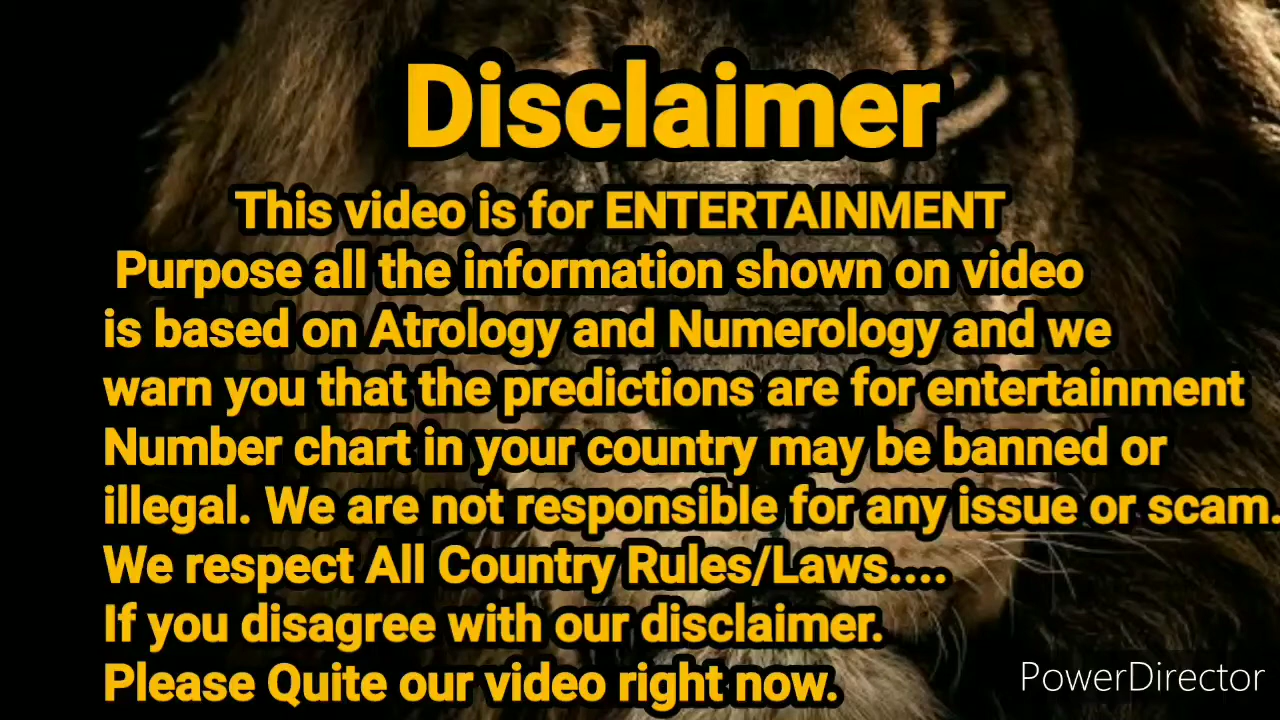 Disclaimer
This video is for ENTERTAINMENT
Purpose all the information shown on video
is based on Atrology and Numerology and we
warn you that the predictions are for entertainment
Number chart in your country may be banned or
illegal. We are not responsible for any issue or scam.
We respect All Country Rules/Laws....
If you disagree with our disclaimer.
Please Quite our video right now.
PowerDirector